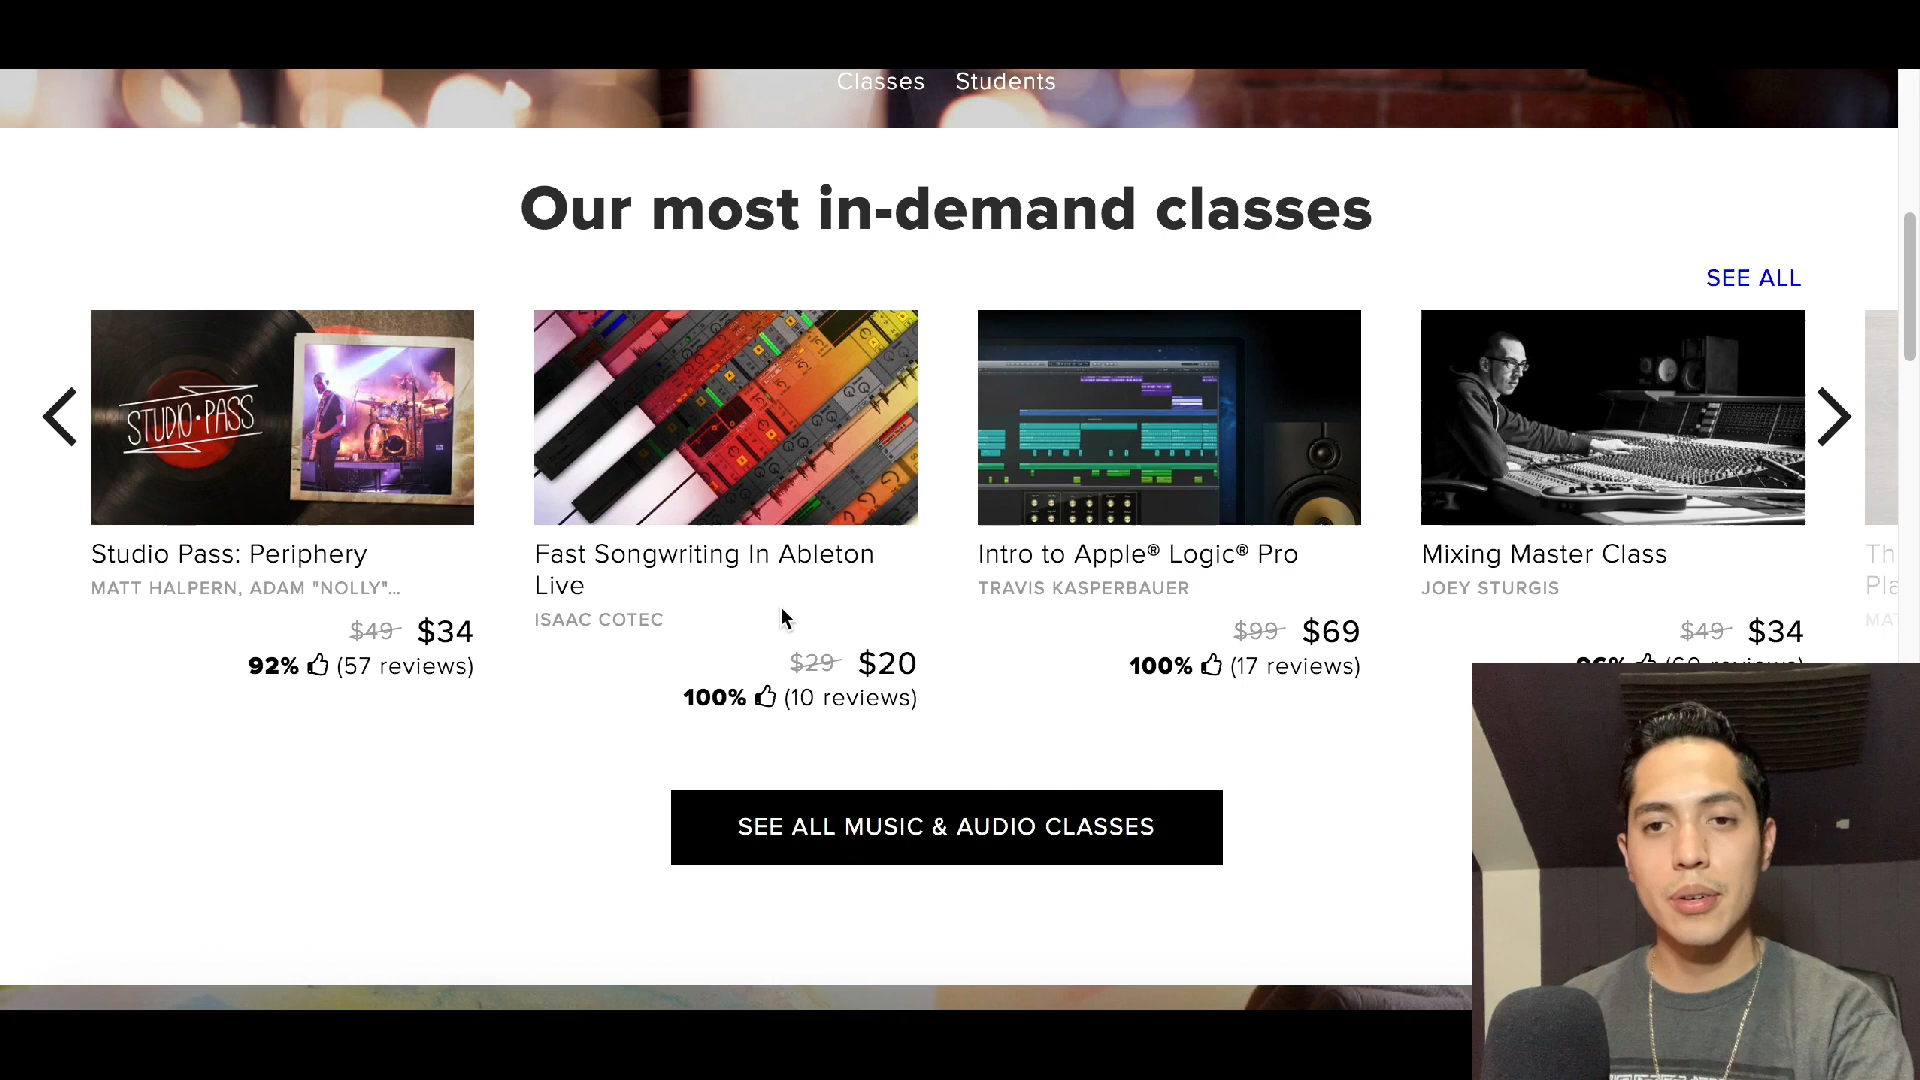 Classes Students
Our most in-demand classes
SEE ALL
STUDIO·PASS
Studio Pass: Periphery
MATT HALPERN, ADAM "NOLLY"...
$49 $34
92% (57 reviews)
Fast Songwriting In Ableton
Live
ISAAC COTEC
$29 $20
100% (10 reviews)
Intro to Apple® Logic® Pro
TRAVIS KASPERBAUER
$99 $69
100% (17 reviews)
Mixing Master Class
JOEY STURGIS
$49 $34
Th
Pla
MAT
SEE ALL MUSIC & AUDIO CLASSES